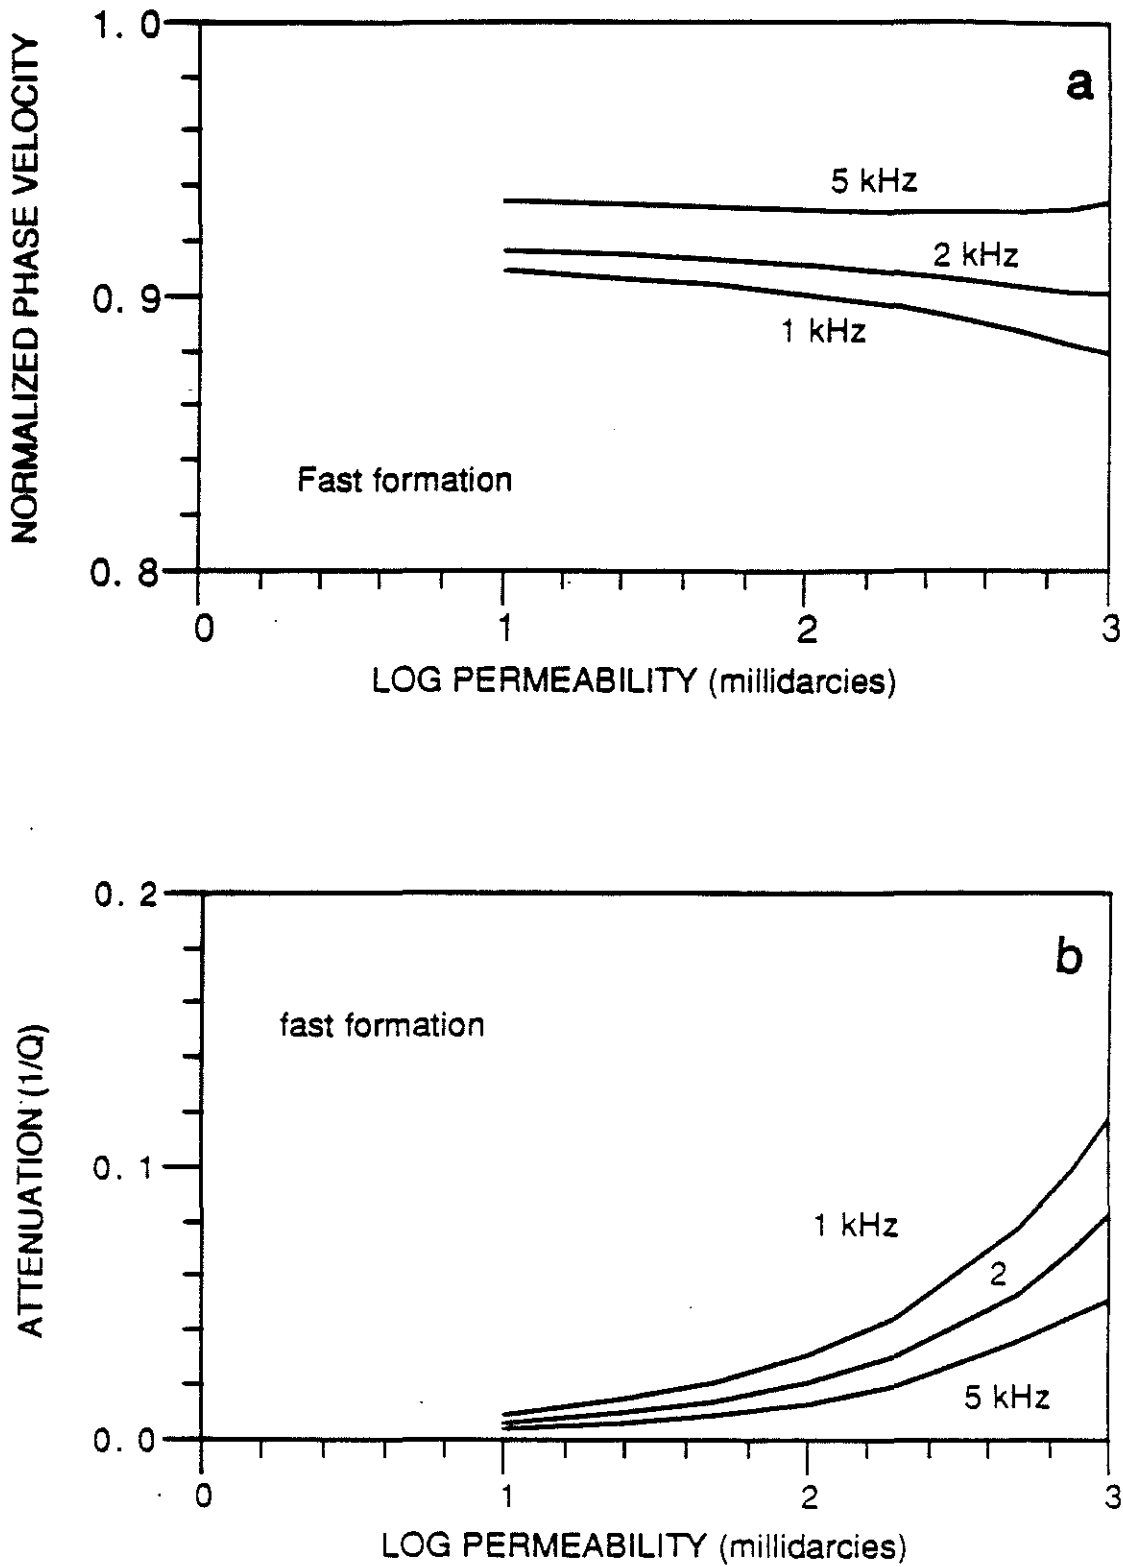 NORMALIZED PHASE VELOCITY
1. 0
0. 9
0. 8
a
5 kHz
2 kHz
1 kHz
Fast formation
0 1 2 3
LOG PERMEABILITY (millidarcies)
ATTENUATION (1/Q)
0. 2
0. 1
0. 0
b
fast formation
1 kHz
2
5 kHz
0 1 2 3
LOG PERMEABILITY (millidarcies)